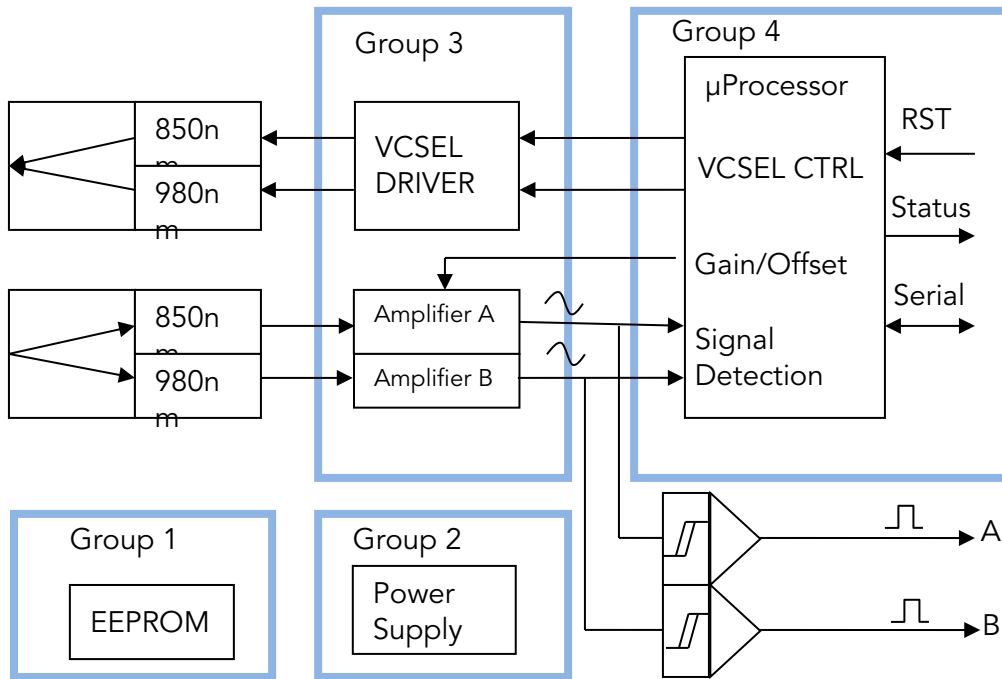 Group 3
Group 4
850n
m
980n
m
VCSEL
DRIVER
µProcessor
VCSEL CTRL
RST
Status
Gain/Offset
Serial
850n
m
980n
m
Amplifier A
Amplifier B
Signal
Detection
Group 1
EEPROM
Group 2
Power
Supply
A
B